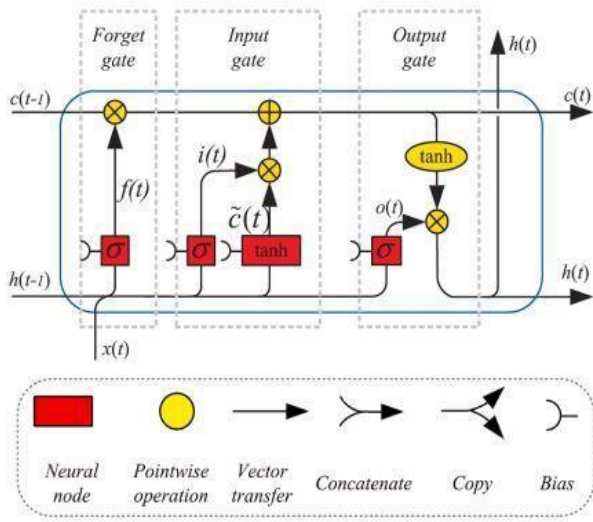 Forget gate
Input gate
Output gate
h(t)
c(t-1)
c(t)
tanh
i(t)
f(t)
c̃(t)
o(t)
σ
σ
tanh
σ
h(t-1)
h(t)
x(t)
Neural node
Pointwise operation
Vector transfer
Concatenate
Copy
Bias